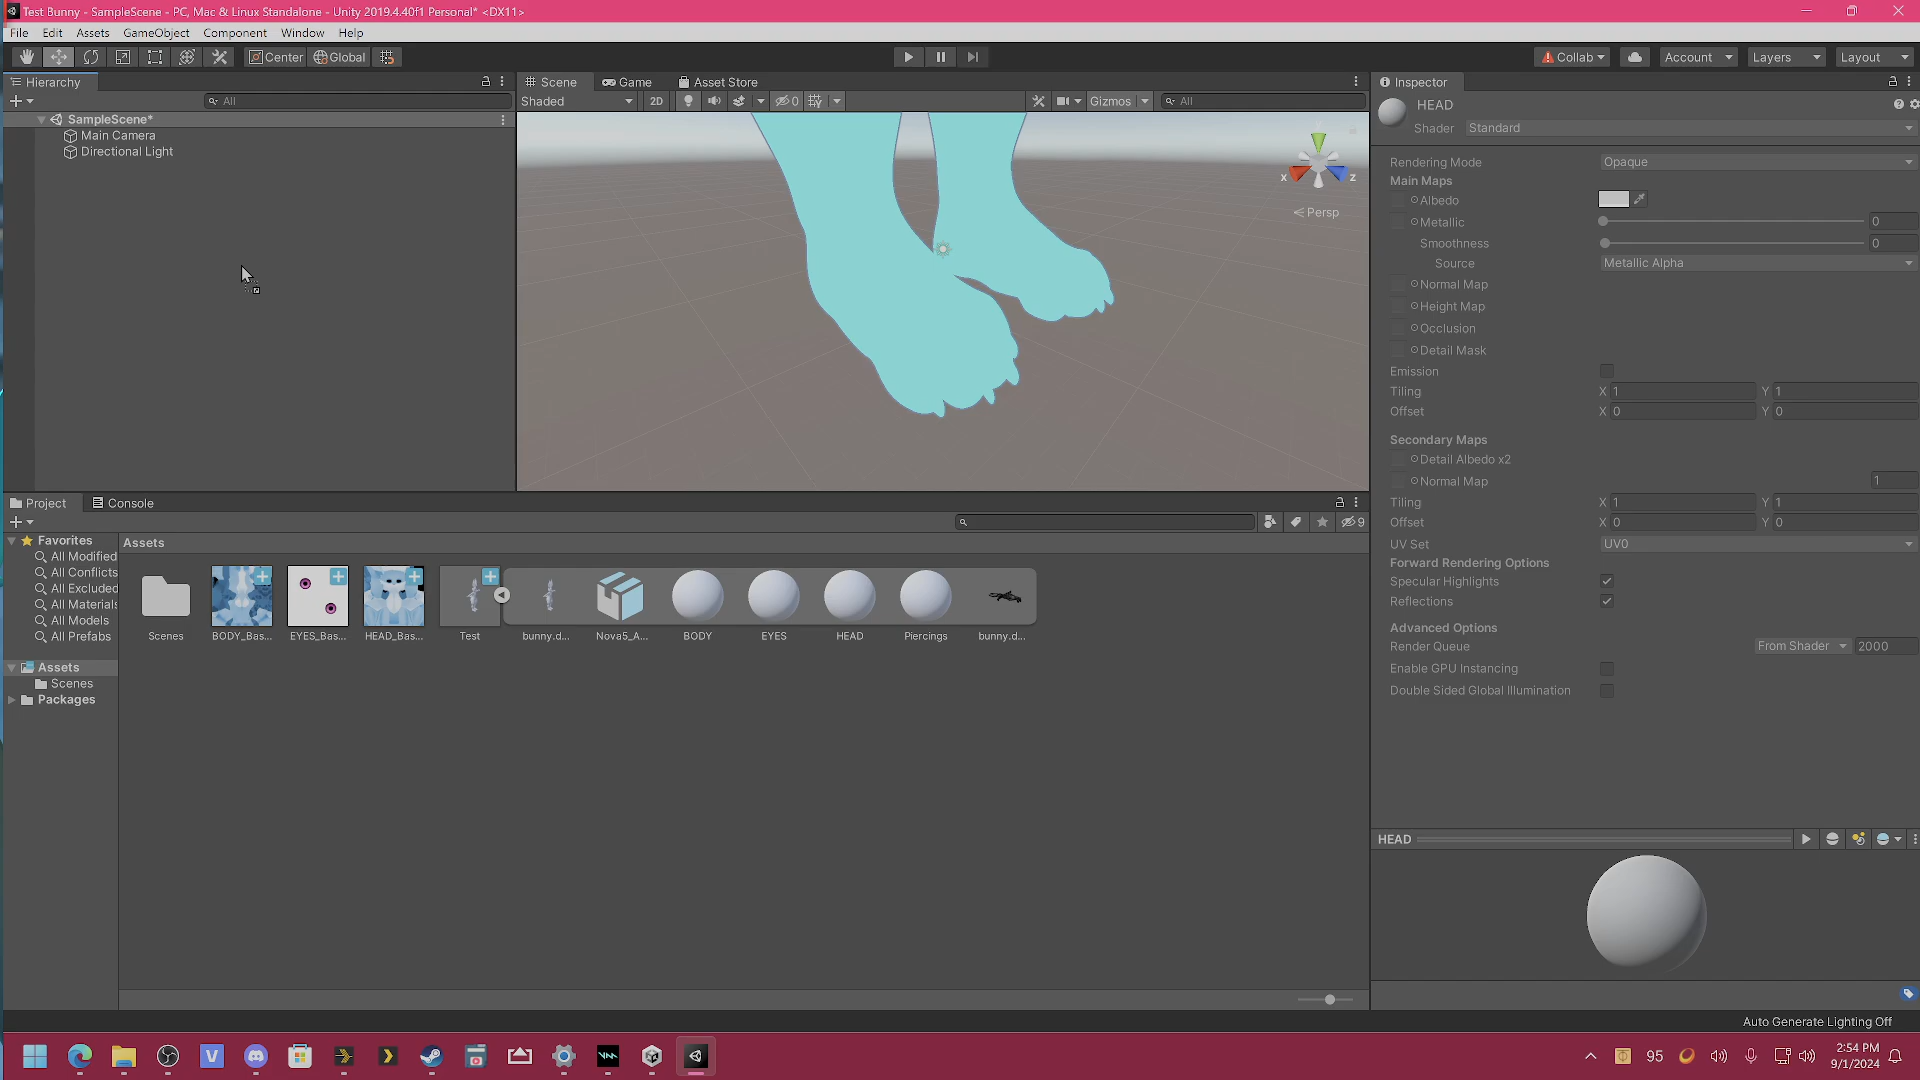 Test Bunny - SampleScene - PC, Mac & Linux Standalone - Unity 2019.4.40f1 Personal* <DX11>
File Edit Assets GameObject Component Window Help
Center Global Collab Account Layers Layout
Hierarchy
All
SampleScene*
Main Camera
Directional Light
Scene Game Asset Store
Shaded 2D 0 Gizmos All
x z
Persp
Inspector
HEAD
Shader Standard
Rendering Mode Opaque
Main Maps
Albedo
Metallic 0
Smoothness 0
Source Metallic Alpha
Normal Map
Height Map
Occlusion
Detail Mask
Emission
Tiling X 1 Y 1
Offset X 0 Y 0
Secondary Maps
Detail Albedo x2
Normal Map 1
Tiling X 1 Y 1
Offset X 0 Y 0
UV Set UV0
Forward Rendering Options
Specular Highlights
Reflections
Advanced Options
Render Queue From Shader 2000
Enable GPU Instancing
Double Sided Global Illumination
HEAD
Project Console
9
Favorites
All Modified
All Conflicts
All Excluded
All Materials
All Models
All Prefabs
Assets
Scenes
Packages
Assets
Scenes BODY_Bas... EYES_Bas... HEAD_Bas... Test bunny.d... Nova5_A... BODY EYES HEAD Piercings bunny.d...
Auto Generate Lighting Off
95
2:54 PM
9/1/2024